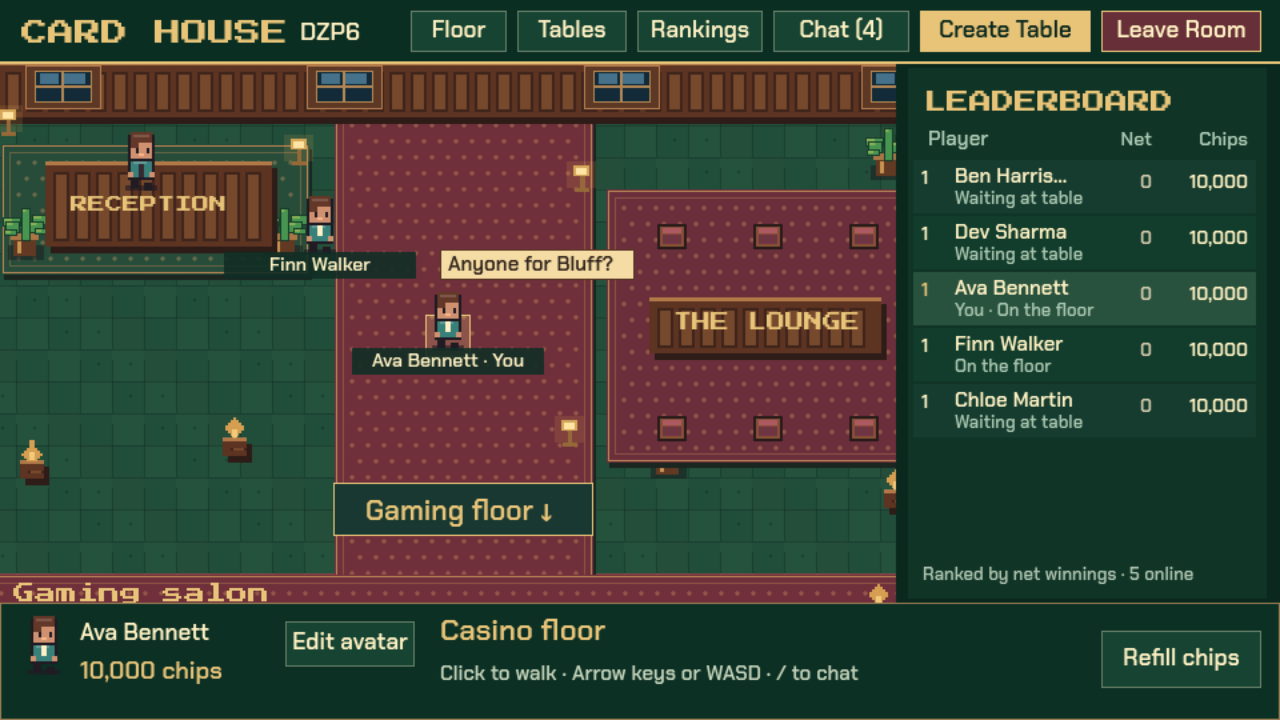 CARD HOUSE DZP6
Floor
Tables
Rankings
Chat (4)
Create Table
Leave Room
RECEPTION
Finn Walker
Anyone for Bluff?
Ava Bennett · You
THE LOUNGE
Gaming floor ↓
Gaming salon
LEADERBOARD
Player Net Chips
1 Ben Harris... 0 10,000
Waiting at table
1 Dev Sharma 0 10,000
Waiting at table
1 Ava Bennett 0 10,000
You · On the floor
1 Finn Walker 0 10,000
On the floor
1 Chloe Martin 0 10,000
Waiting at table
Ranked by net winnings · 5 online
Ava Bennett
10,000 chips
Edit avatar
Casino floor
Click to walk · Arrow keys or WASD · / to chat
Refill chips